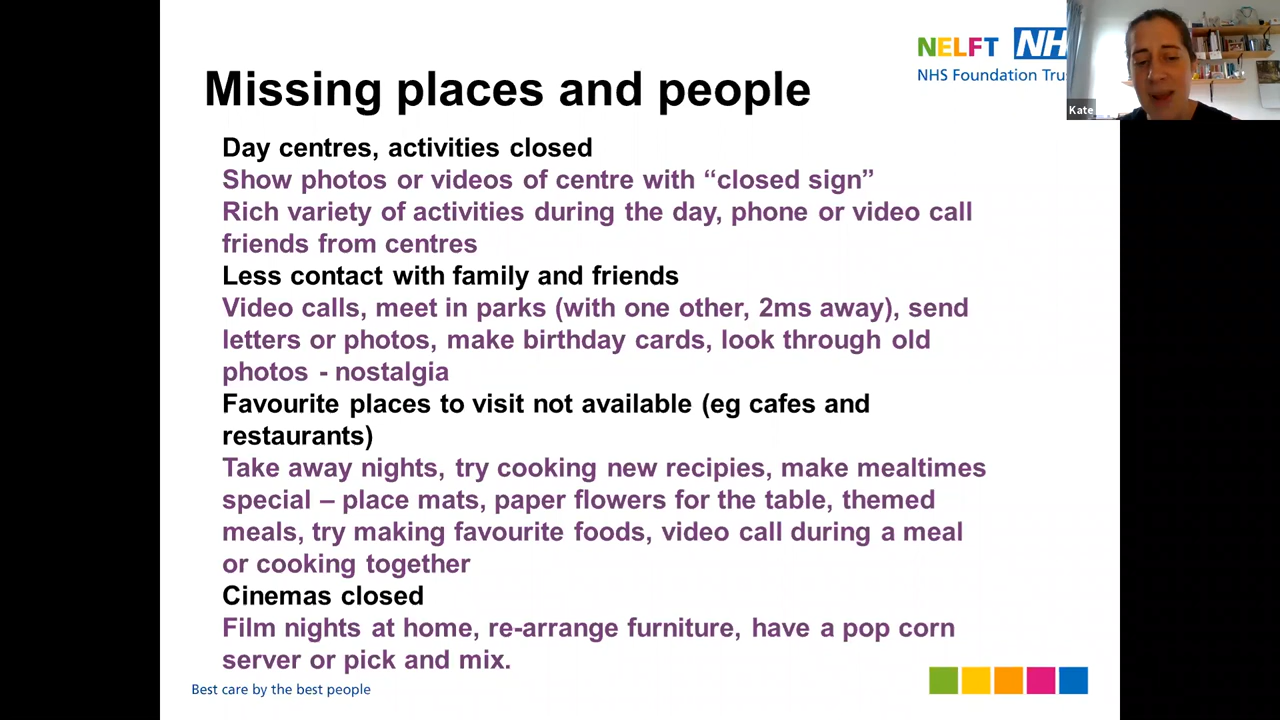 NELFT NH
NHS Foundation Trus
Kate
Missing places and people
Day centres, activities closed
Show photos or videos of centre with “closed sign”
Rich variety of activities during the day, phone or video call
friends from centres
Less contact with family and friends
Video calls, meet in parks (with one other, 2ms away), send
letters or photos, make birthday cards, look through old
photos - nostalgia
Favourite places to visit not available (eg cafes and
restaurants)
Take away nights, try cooking new recipies, make mealtimes
special – place mats, paper flowers for the table, themed
meals, try making favourite foods, video call during a meal
or cooking together
Cinemas closed
Film nights at home, re-arrange furniture, have a pop corn
server or pick and mix.
Best care by the best people